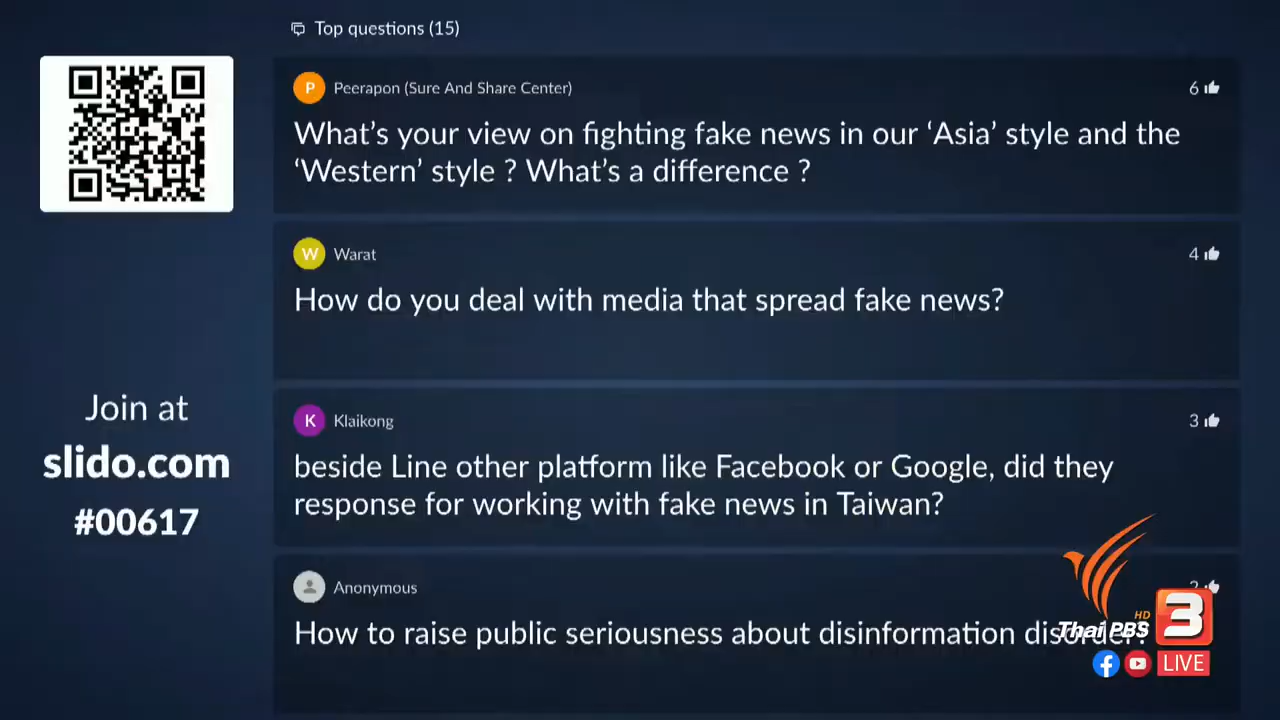 Top questions (15)
P Peerapon (Sure And Share Center) 6
What's your view on fighting fake news in our ‘Asia’ style and the
‘Western’ style ? What's a difference ?
W Warat 4
How do you deal with media that spread fake news?
K Klaikong 3
beside Line other platform like Facebook or Google, did they
response for working with fake news in Taiwan?
Anonymous 2
How to raise public seriousness about disinformation disorder?
Join at
slido.com
#00617
HD
Thai PBS 3
LIVE